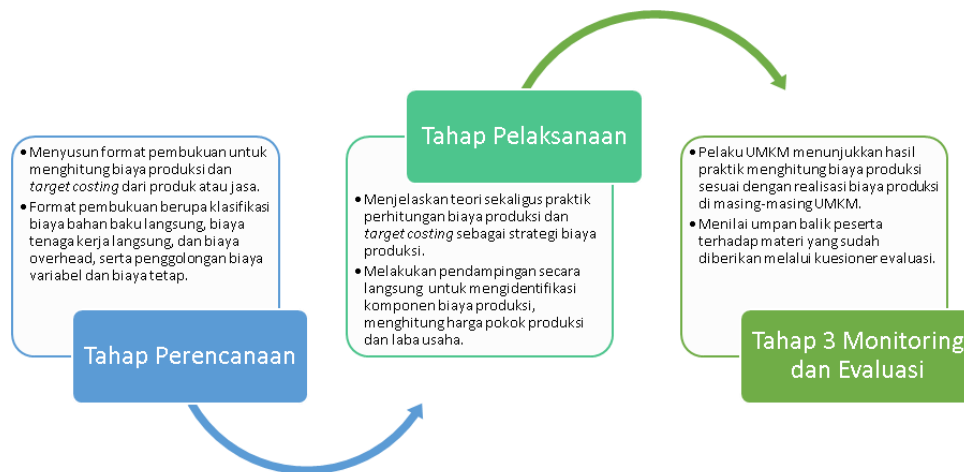 • Menyusun format pembukuan untuk
menghitung biaya produksi dan
target costing dari produk atau jasa.
• Format pembukuan berupa klasifikasi
biaya bahan baku langsung, biaya
tenaga kerja langsung, dan biaya
overhead, serta penggolongan biaya
variabel dan biaya tetap.
Tahap Perencanaan
Tahap Pelaksanaan
• Menjelaskan teori sekaligus praktik
perhitungan biaya produksi dan
target costing sebagai strategi biaya
produksi.
• Melakukan pendampingan secara
langsung untuk mengidentifikasi
komponen biaya produksi,
menghitung harga pokok produksi
dan laba usaha.
• Pelaku UMKM menunjukkan hasil
praktik menghitung biaya produksi
sesuai dengan realisasi biaya produksi
di masing-masing UMKM.
• Menilai umpan balik peserta
terhadap materi yang sudah
diberikan melalui kuesioner evaluasi.
Tahap 3 Monitoring
dan Evaluasi